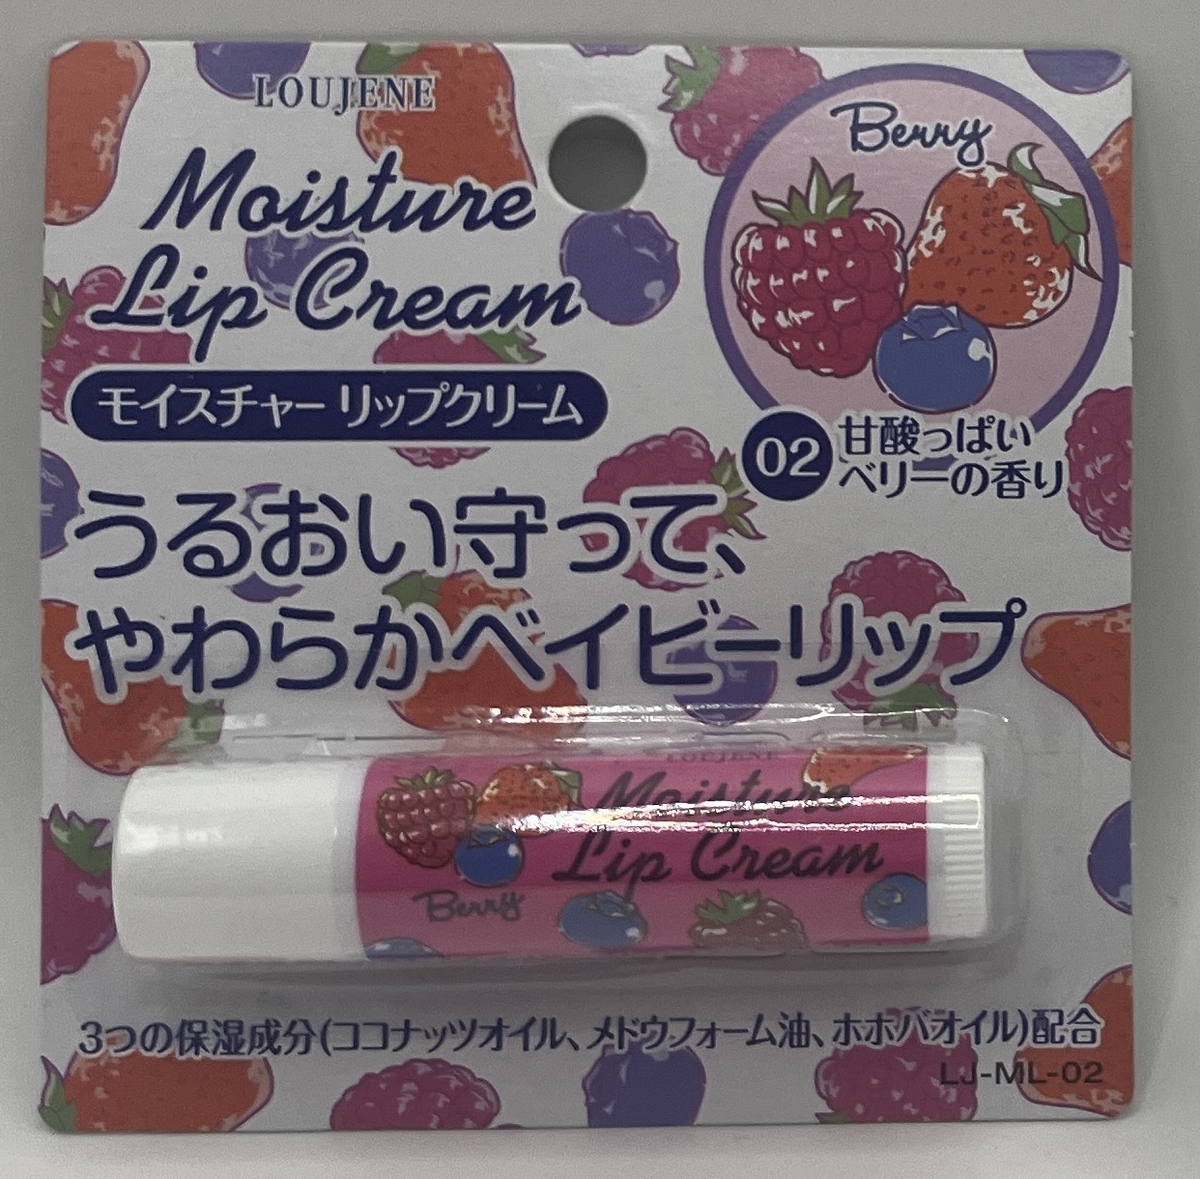 LOUJENE
Moisture
Lip Cream
モイスチャー リップクリーム
Berry
02
甘酸っぱい
ベリーの香り
うるおい守って、
やわらかベイビーリップ
LOUJENE
Moisture
Lip Cream
Berry
3つの保湿成分(ココナッツオイル、メドウフォーム油、ホホバオイル)配合
LJ-ML-02